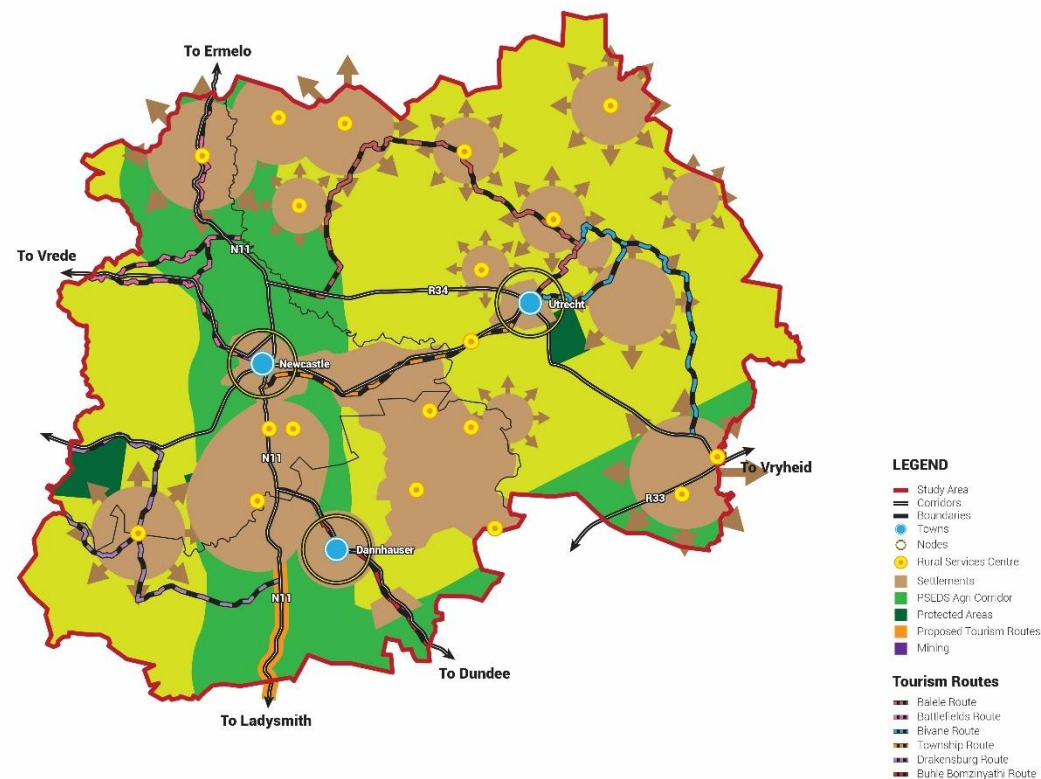 To Ermelo
To Vrede
N11
R34
Utrecht
Newcastle
To Vryheid
N11
R33
Dannhauser
N11
To Dundee
To Ladysmith
LEGEND
Study Area
Corridors
Boundaries
Towns
Nodes
Rural Services Centre
Settlements
PSEDS Agri Corridor
Protected Areas
Proposed Tourism Routes
Mining
Tourism Routes
Balele Route
Battlefields Route
Bivane Route
Township Route
Drakensburg Route
Buhle Bomzinyathi Route